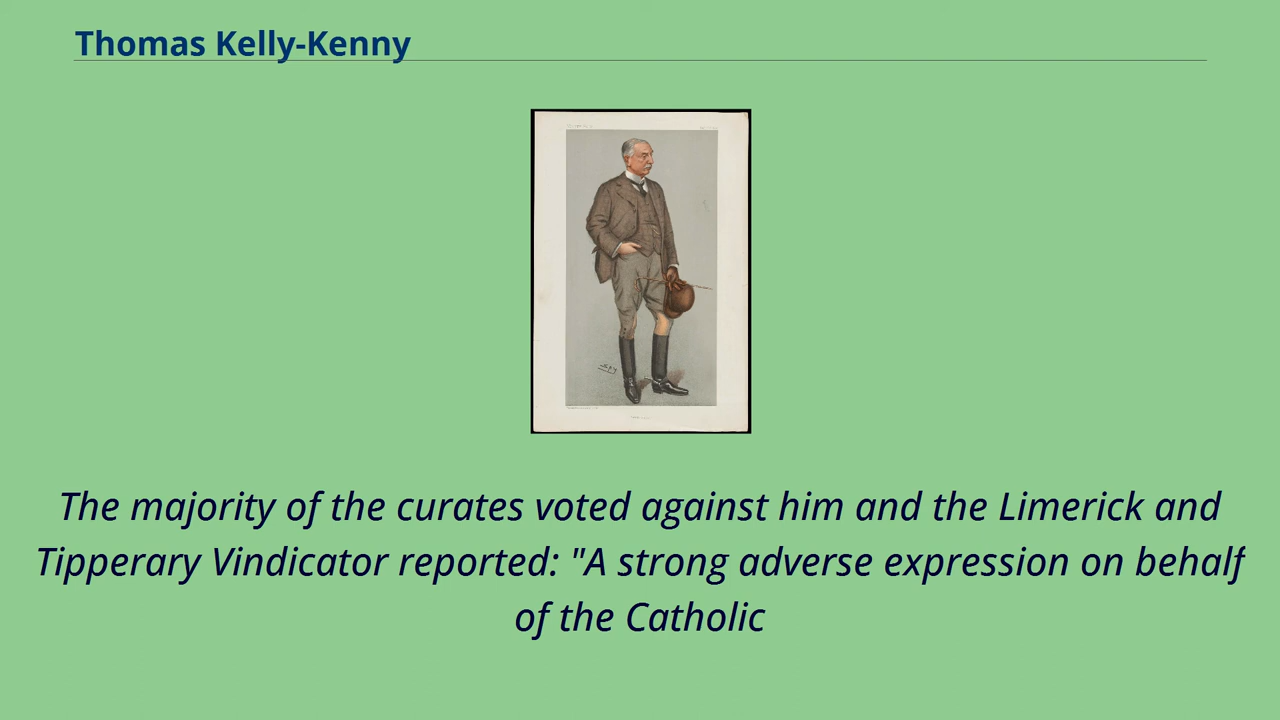 Thomas Kelly-Kenny
The majority of the curates voted against him and the Limerick and
Tipperary Vindicator reported: "A strong adverse expression on behalf
of the Catholic